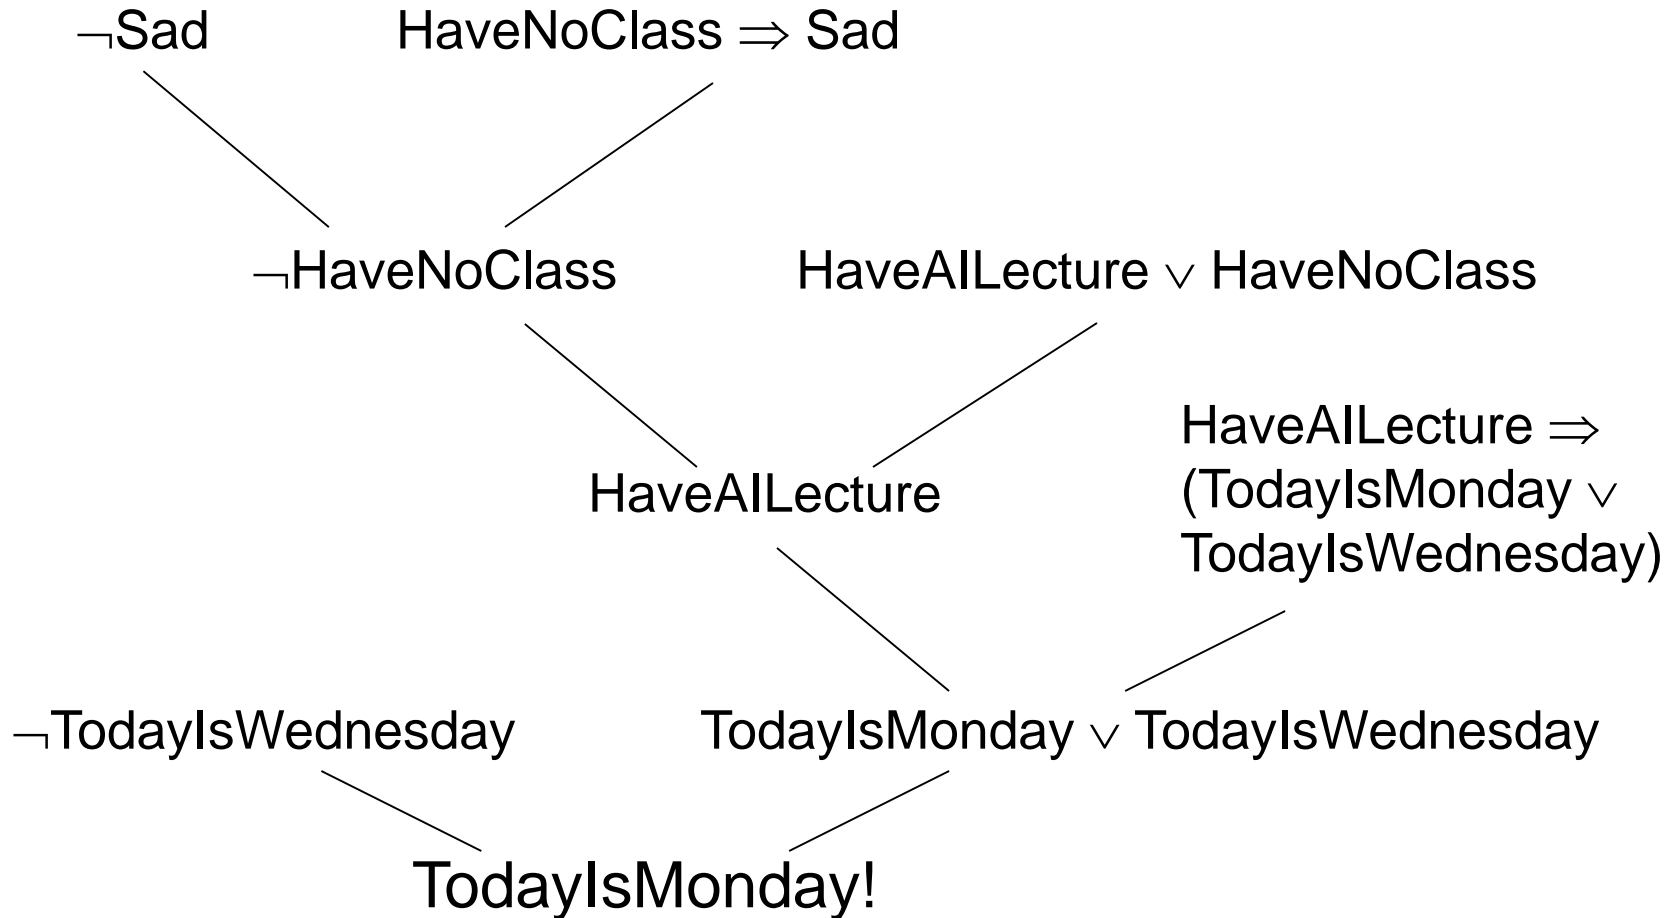 ¬Sad
HaveNoClass ⇒ Sad
¬HaveNoClass
HaveAILecture ∨ HaveNoClass
HaveAILecture ⇒
(TodayIsMonday ∨
TodayIsWednesday)
HaveAILecture
¬TodayIsWednesday
TodayIsMonday ∨ TodayIsWednesday
TodayIsMonday!